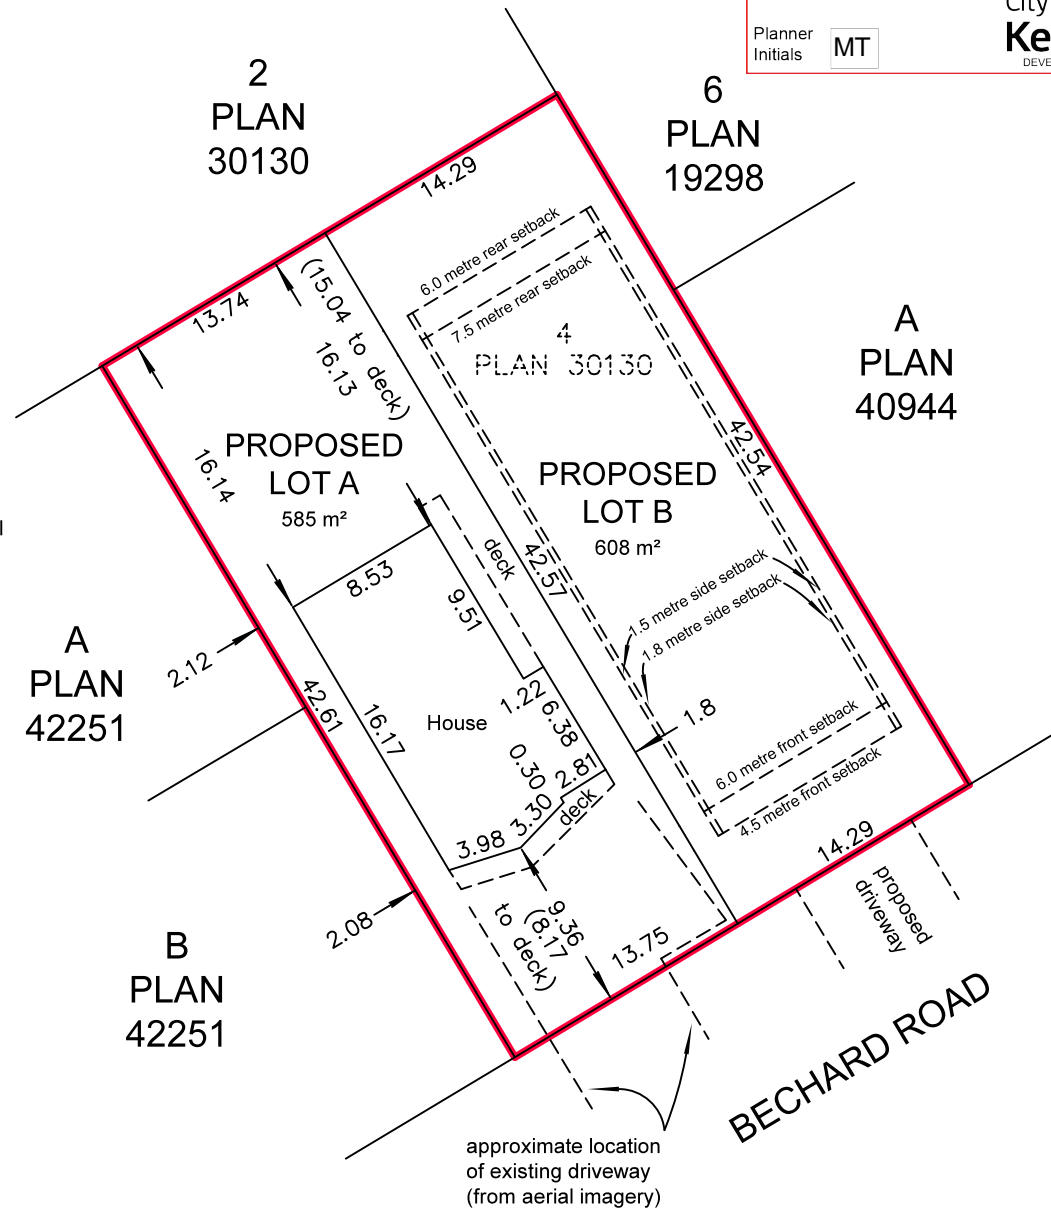 City
Planner
Initials
MT
Ke
DEVE
2
PLAN
30130
6
PLAN
19298
14.29
13.74
(15.04 to deck)
16.13
16.14
6.0 metre rear setback
7.5 metre rear setback
4
PLAN 30130
A
PLAN
40944
42.54
PROPOSED
LOT A
585 m²
PROPOSED
LOT B
608 m²
deck
42.57
8.53
9.51
1.5 metre side setback
1.8 metre side setback
A
PLAN
42251
2.12
42.61
16.17
House
1.22
6.38
0.30
2.81
3.30
3.98
deck
1.8
6.0 metre front setback
4.5 metre front setback
14.29
proposed
driveway
2.08
B
PLAN
42251
9.36
(8.17
to deck)
13.75
BECHARD ROAD
approximate location
of existing driveway
(from aerial imagery)